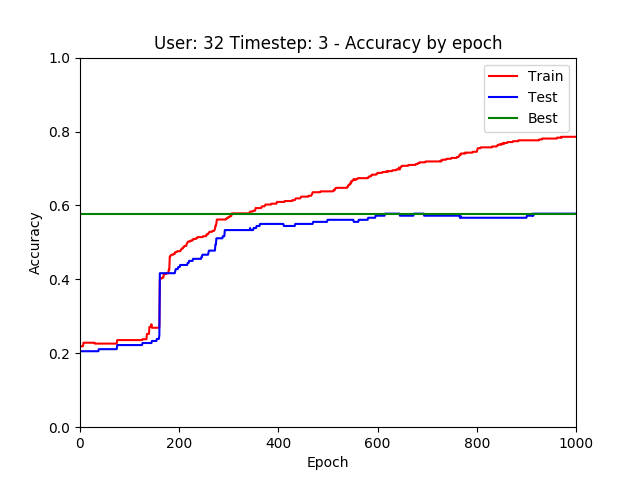 User: 32 Timestep: 3 - Accuracy by epoch
1.0
0.8
0.6
0.4
0.2
0.0
Accuracy
Train
Test
Best
0 200 400 600 800 1000
Epoch